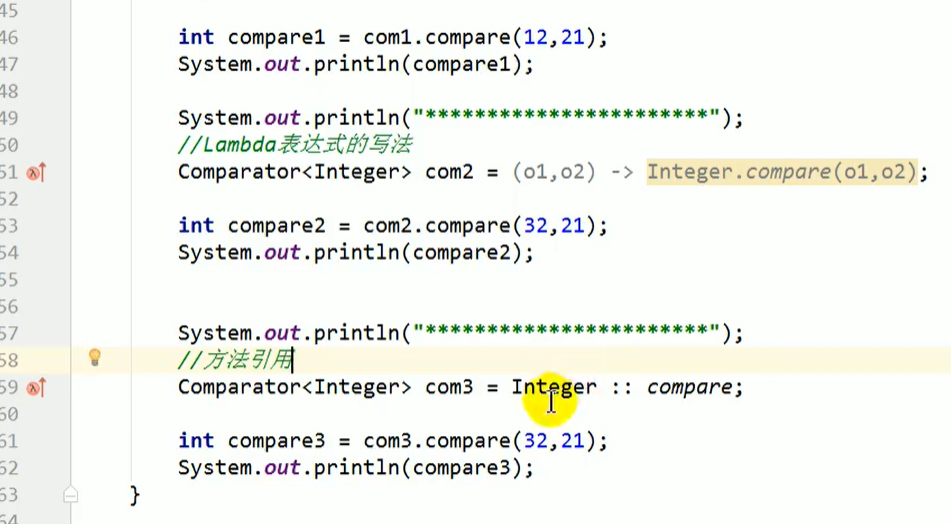 45
46 int compare1 = com1.compare(12,21);
47 System.out.println(compare1);
48
49 System.out.println("***********************");
50 //Lambda表达式的写法
51 Comparator<Integer> com2 = (o1,o2) -> Integer.compare(o1,o2);
52
53 int compare2 = com2.compare(32,21);
54 System.out.println(compare2);
55
56
57 System.out.println("***********************");
58 //方法引用
59 Comparator<Integer> com3 = Integer :: compare;
60
61 int compare3 = com3.compare(32,21);
62 System.out.println(compare3);
63 }
64